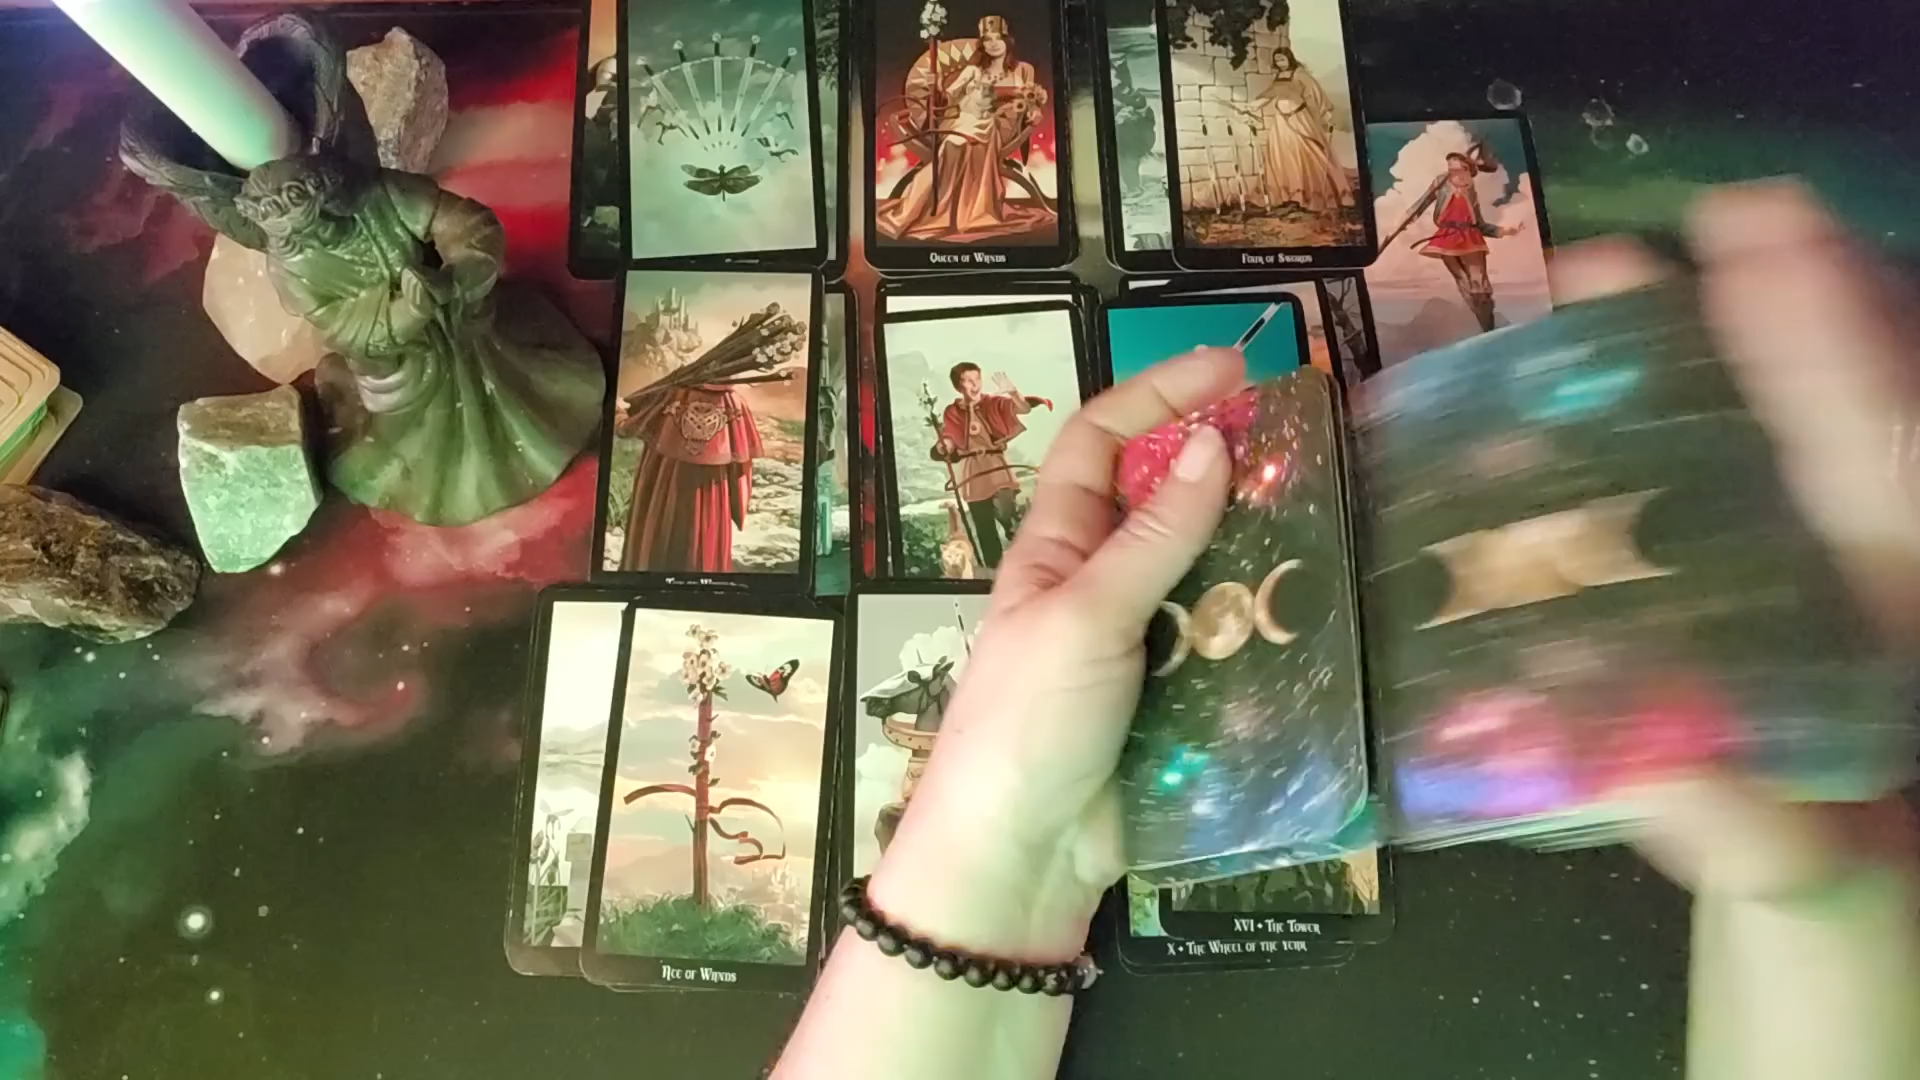 Queen of Wands
Four of Swords
Ace of Wands
XVI • The Tower
X • The Wheel of the Year